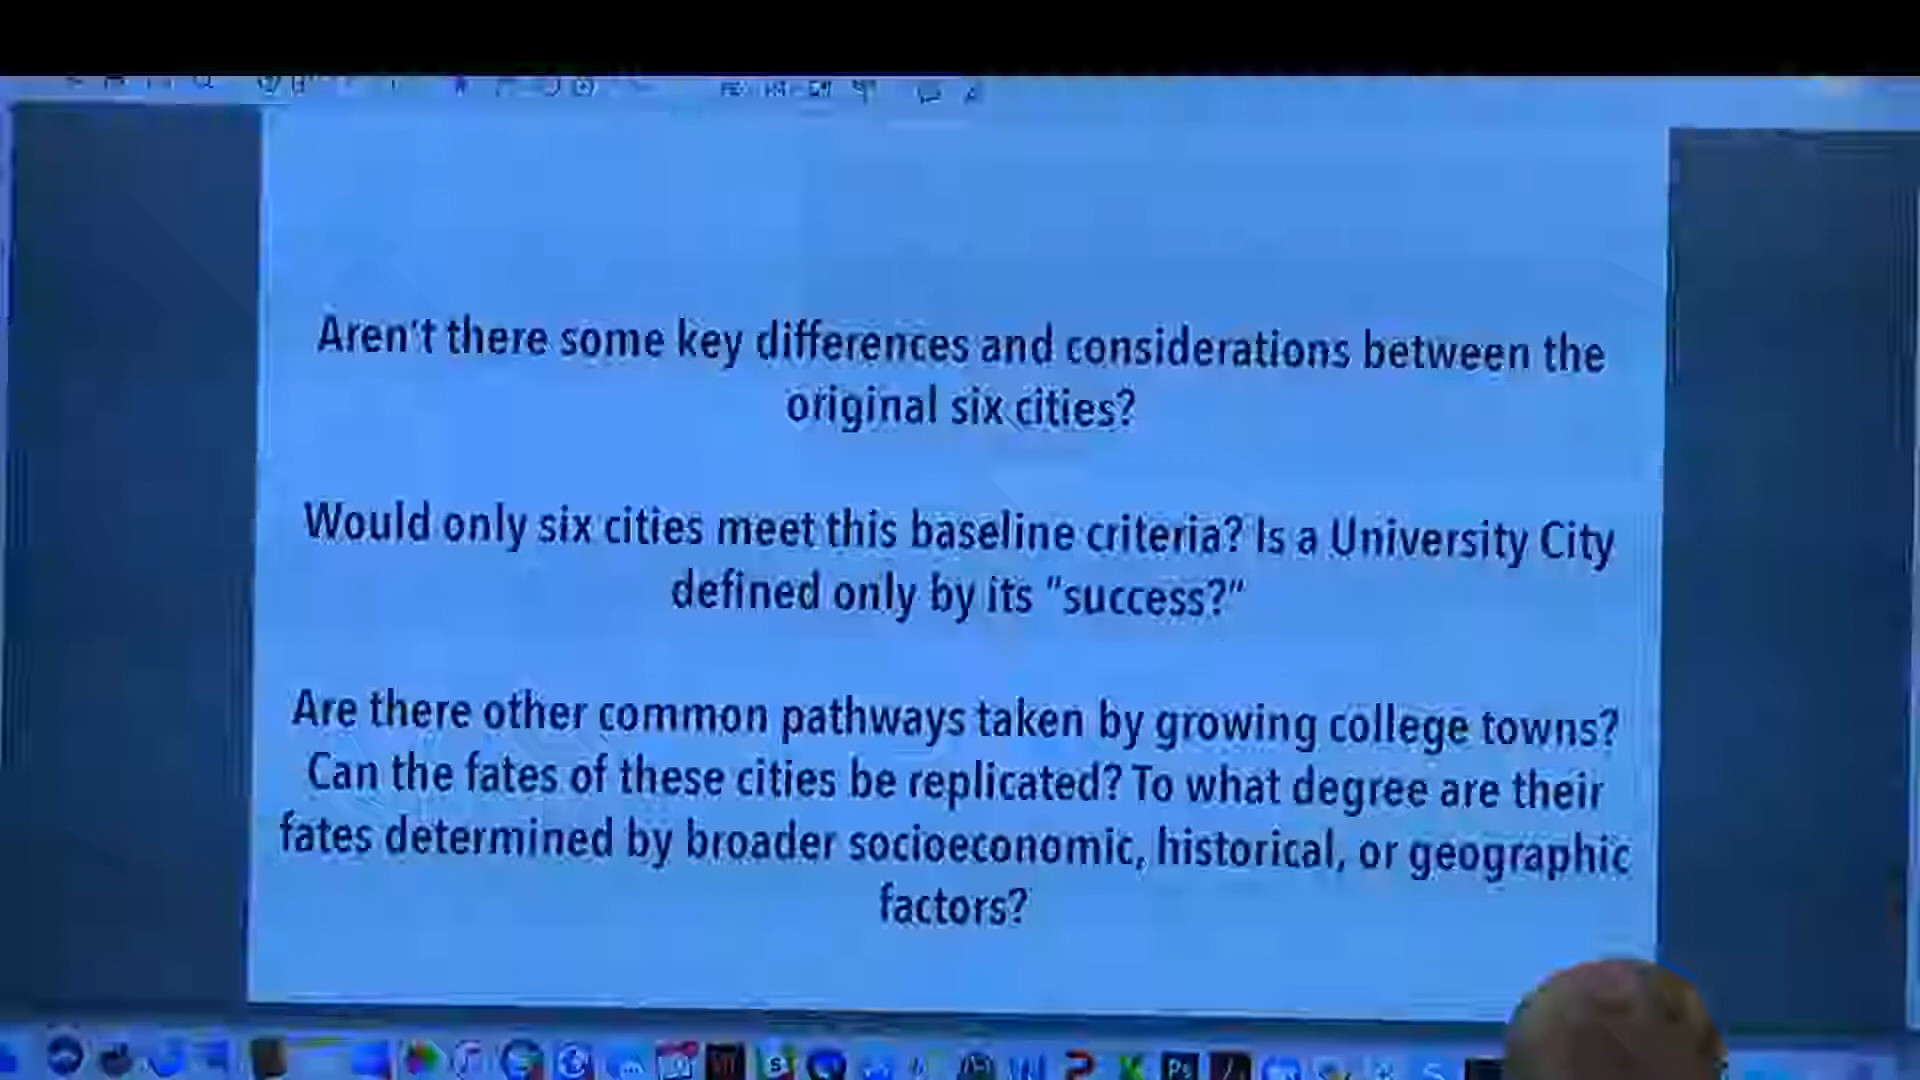 Aren't there some key differences and considerations between the
original six cities?
Would only six cities meet this baseline criteria? Is a University City
defined only by its "success?"
Are there other common pathways taken by growing college towns?
Can the fates of these cities be replicated? To what degree are their
fates determined by broader socioeconomic, historical, or geographic
factors?
Ps